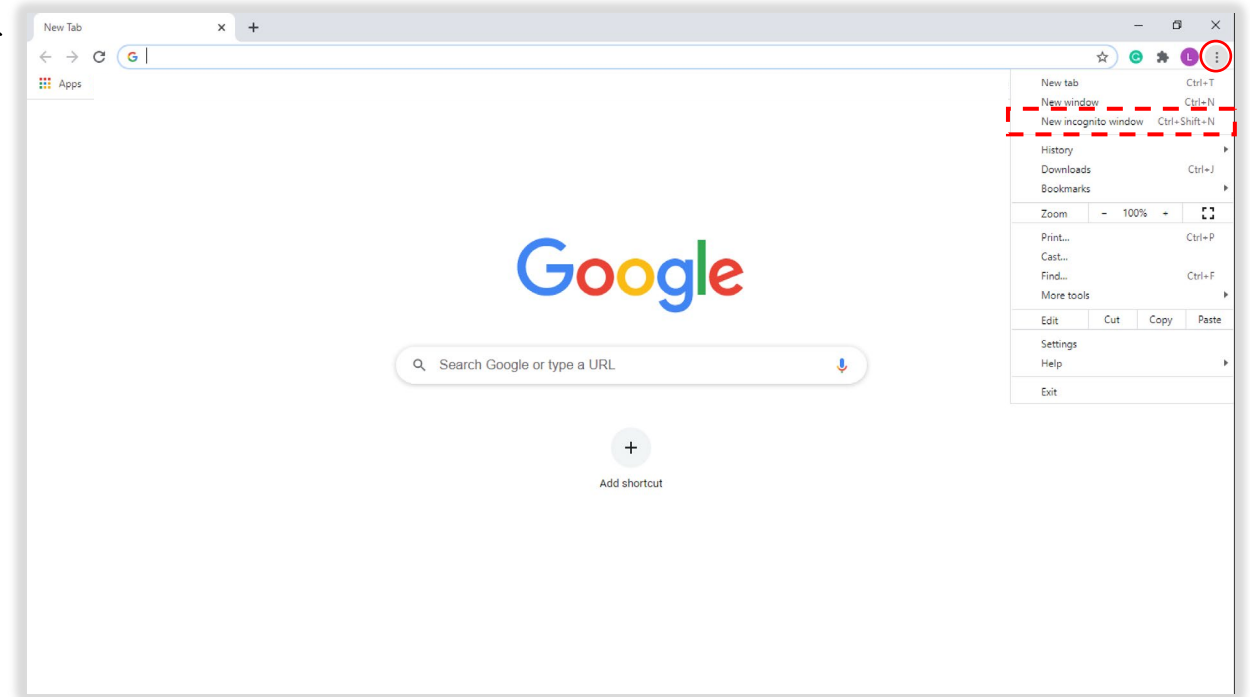 New Tab
G
L
Apps
New tab Ctrl+T
New window Ctrl+N
New incognito window Ctrl+Shift+N
History
Downloads Ctrl+J
Bookmarks
Zoom - 100% +
Print... Ctrl+P
Cast...
Find... Ctrl+F
More tools
Edit Cut Copy Paste
Settings
Help
Exit
Google
Search Google or type a URL
Add shortcut